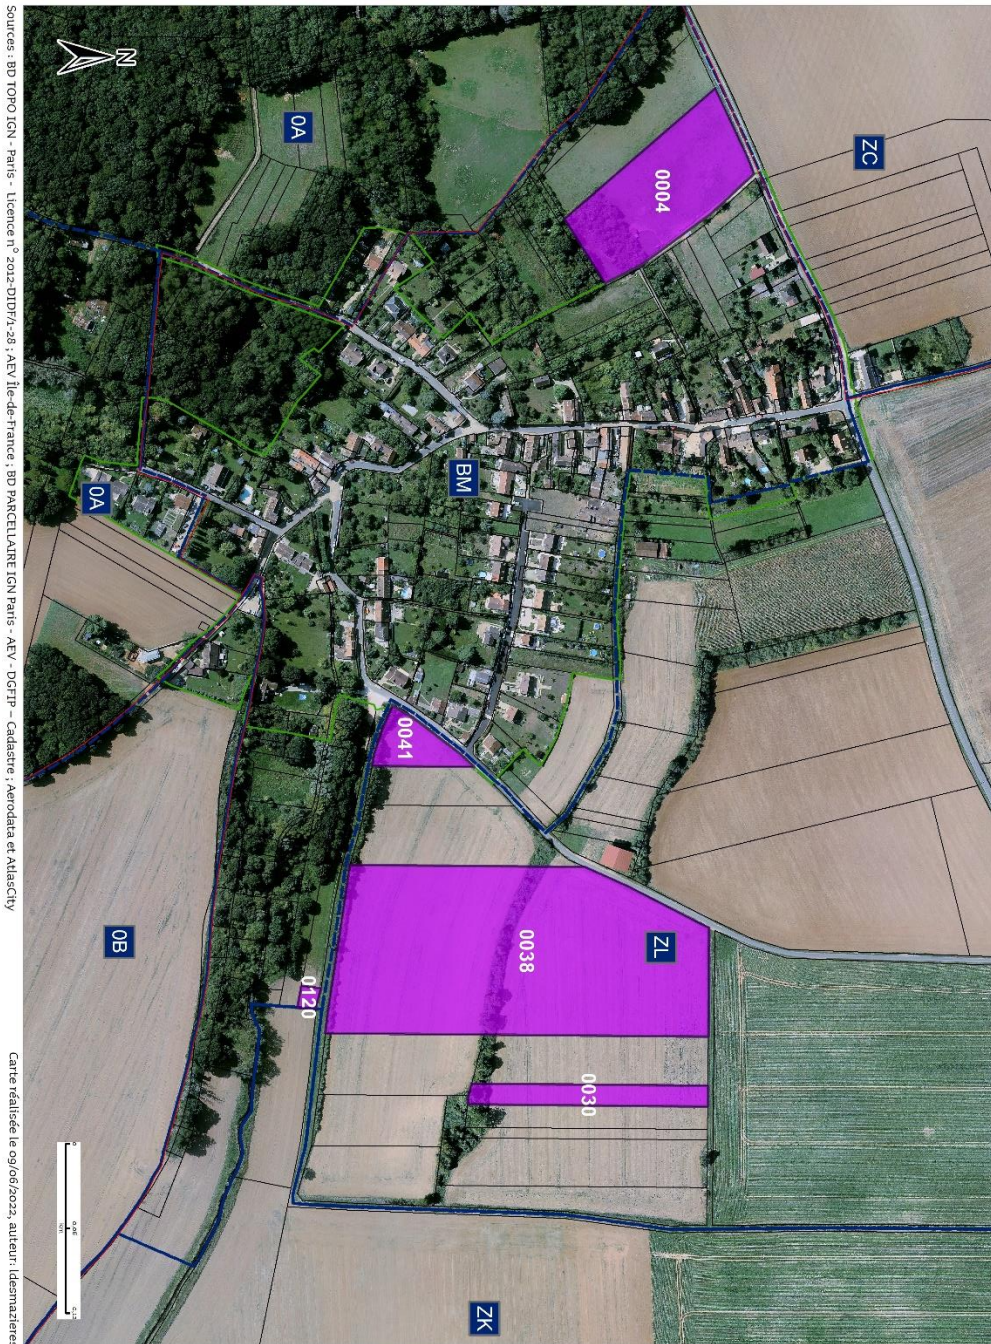 N
0A
ZC
0004
BM
0A
0041
0B
0038
ZL
0120
0030
ZK
Sources : BD TOPO IGN - Paris - Licence n° 2012-DIDF/1-28 ; AEV Île-de-France ; BD PARCELLAIRE IGN Paris - AEV - DGFIP – Cadastre ; Aerodata et AtlasCity
Carte réalisée le 09/06/2022, auteur: ldesmazieres